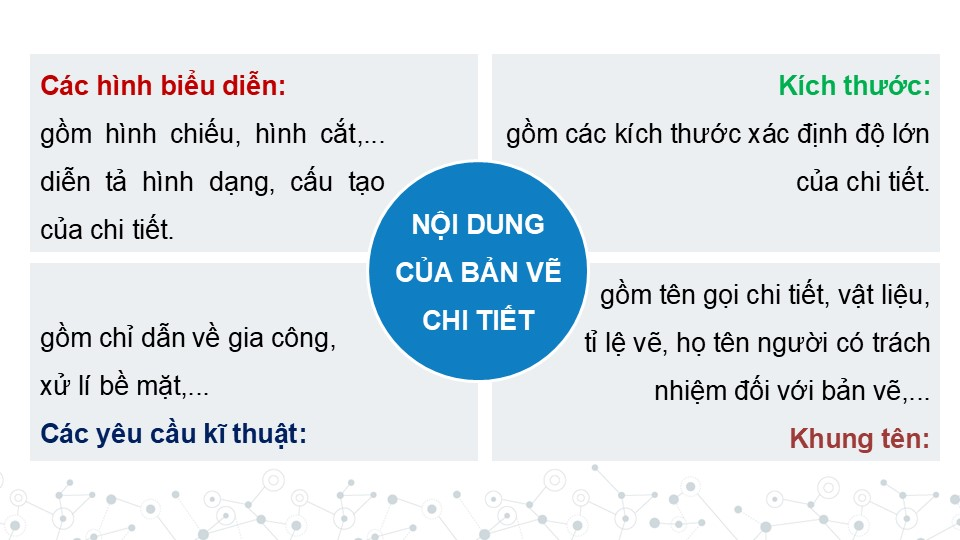 Các hình biểu diễn:
gồm hình chiếu, hình cắt,...
diễn tả hình dạng, cấu tạo
của chi tiết.
Kích thước:
gồm các kích thước xác định độ lớn
của chi tiết.
NỘI DUNG
CỦA BẢN VẼ
CHI TIẾT
gồm chỉ dẫn về gia công,
xử lí bề mặt,...
Các yêu cầu kĩ thuật:
gồm tên gọi chi tiết, vật liệu,
tỉ lệ vẽ, họ tên người có trách
nhiệm đối với bản vẽ,...
Khung tên: